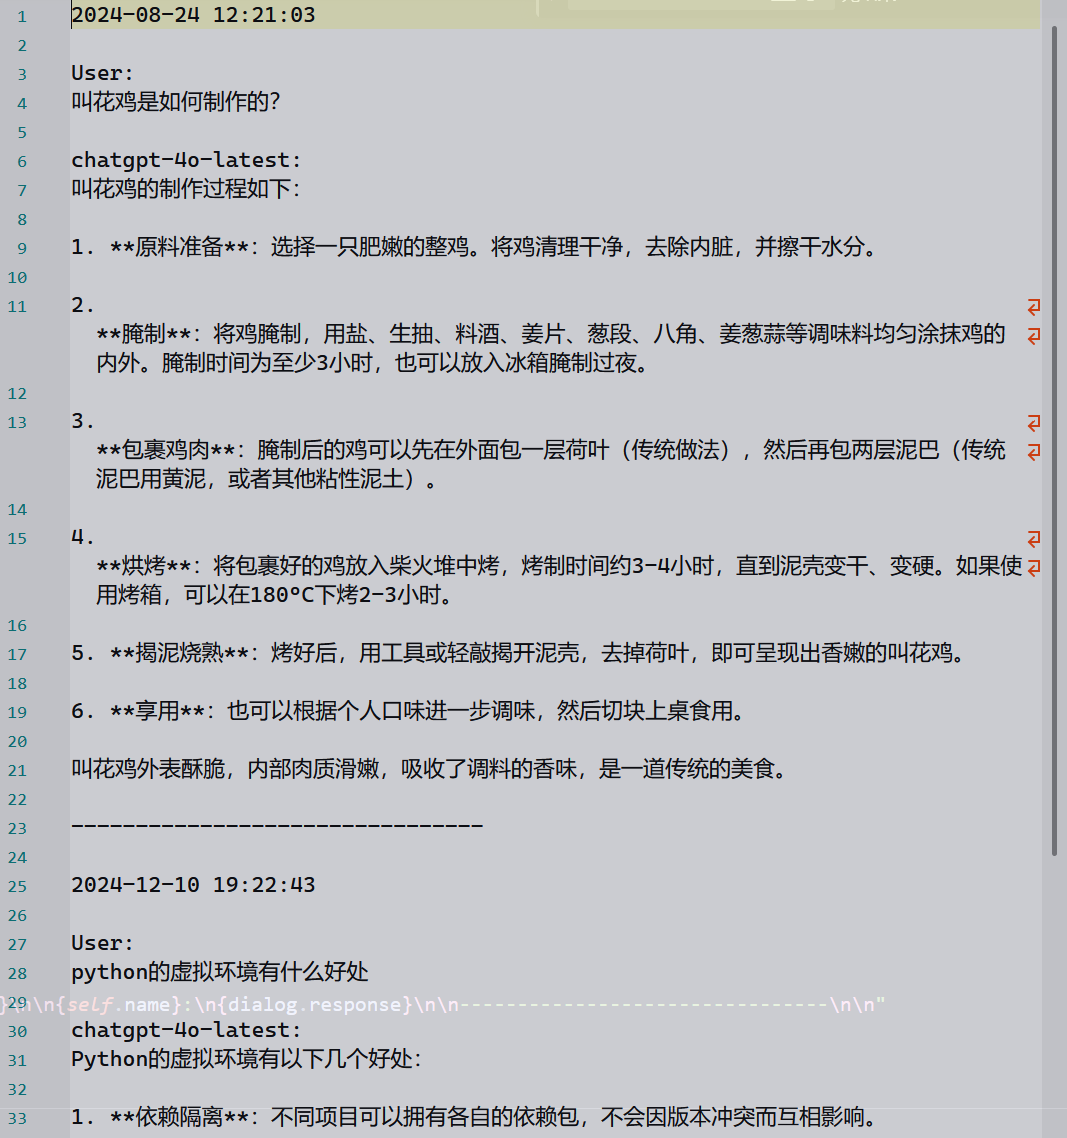 1 2024-08-24 12:21:03
2
3 User:
4 叫花鸡是如何制作的?
5
6 chatgpt-4o-latest:
7 叫花鸡的制作过程如下:
8
9 1. **原料准备**: 选择一只肥嫩的整鸡。将鸡清理干净，去除内脏，并擦干水分。
10
11 2.
**腌制**: 将鸡腌制，用盐、生抽、料酒、姜片、葱段、八角、姜葱蒜等调味料均匀涂抹鸡的
内外。腌制时间为至少3小时，也可以放入冰箱腌制过夜。
12
13 3.
**包裹鸡肉**: 腌制后的鸡可以先在外面包一层荷叶（传统做法），然后再包两层泥巴（传统
泥巴用黄泥，或者其他粘性泥土）。
14
15 4.
**烘烤**: 将包裹好的鸡放入柴火堆中烤，烤制时间约3-4小时，直到泥壳变干、变硬。如果使
用烤箱，可以在180°C下烤2-3小时。
16
17 5. **揭泥烧熟**: 烤好后，用工具或轻敲揭开泥壳，去掉荷叶，即可呈现出香嫩的叫花鸡。
18
19 6. **享用**: 也可以根据个人口味进一步调味，然后切块上桌食用。
20
21 叫花鸡外表酥脆，内部肉质滑嫩，吸收了调料的香味，是一道传统的美食。
22
23 --------------------------------
24
25 2024-12-10 19:22:43
26
27 User:
28 python的虚拟环境有什么好处
29
}\n\n{self.name}:\n{dialog.response}\n\n--------------------------------\n\n"
30 chatgpt-4o-latest:
31 Python的虚拟环境有以下几个好处:
32
33 1. **依赖隔离**: 不同项目可以拥有各自的依赖包，不会因版本冲突而互相影响。